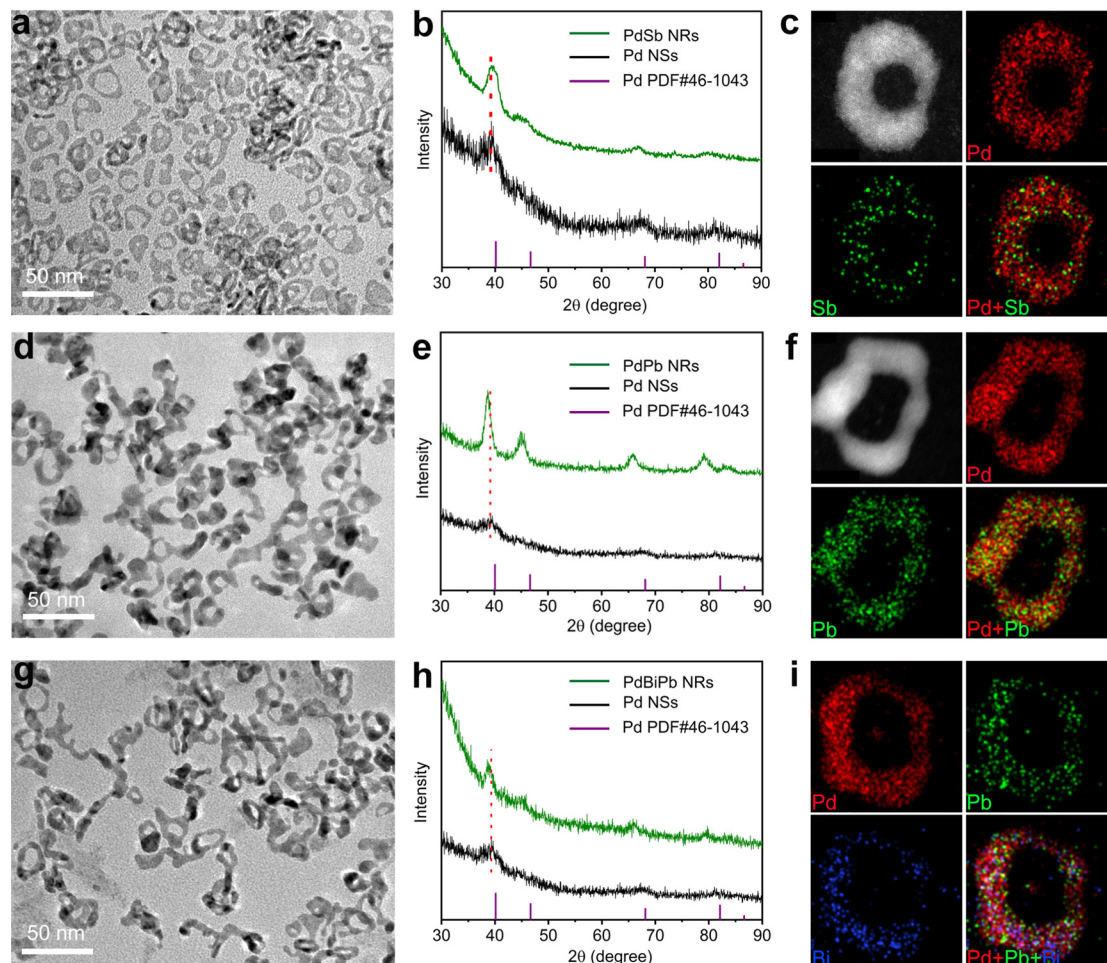 a
50 nm
b
PdSb NRs
Pd NSs
Pd PDF#46-1043
Intensity
30 40 50 60 70 80 90
2θ (degree)
c
Pd
Sb
Pd+Sb
d
50 nm
e
PdPb NRs
Pd NSs
Pd PDF#46-1043
Intensity
30 40 50 60 70 80 90
2θ (degree)
f
Pd
Pb
Pd+Pb
g
50 nm
h
PdBiPb NRs
Pd NSs
Pd PDF#46-1043
Intensity
30 40 50 60 70 80 90
2θ (degree)
i
Pd
Pb
Bi
Pd+Pb+Bi